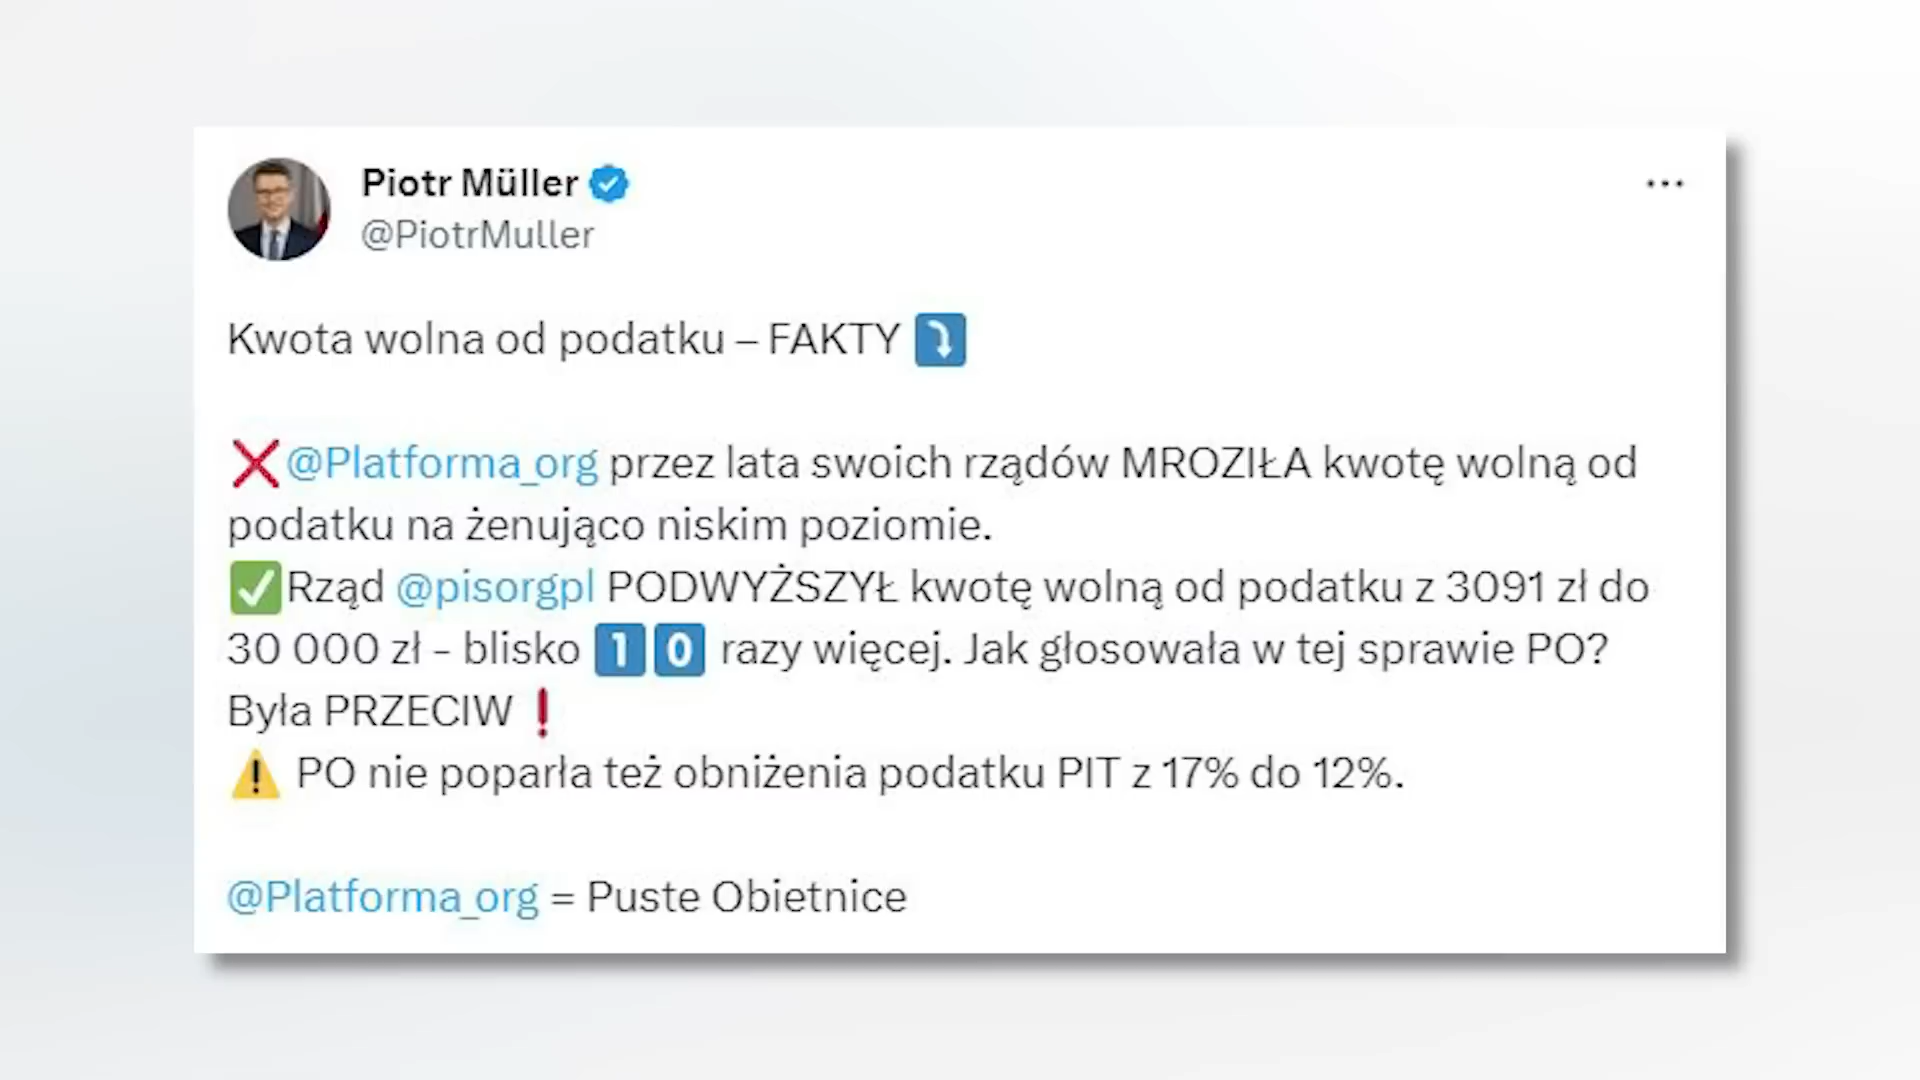 Piotr Müller
@PiotrMuller
Kwota wolna od podatku – FAKTY ⤵️
❌@Platforma_org przez lata swoich rządów MROZIŁA kwotę wolną od
podatku na żenująco niskim poziomie.
✅Rząd @pisorgpl PODWYŻSZYŁ kwotę wolną od podatku z 3091 zł do
30 000 zł - blisko 1️⃣0️⃣ razy więcej. Jak głosowała w tej sprawie PO?
Była PRZECIW❗
⚠️ PO nie poparła też obniżenia podatku PIT z 17% do 12%.
@Platforma_org = Puste Obietnice